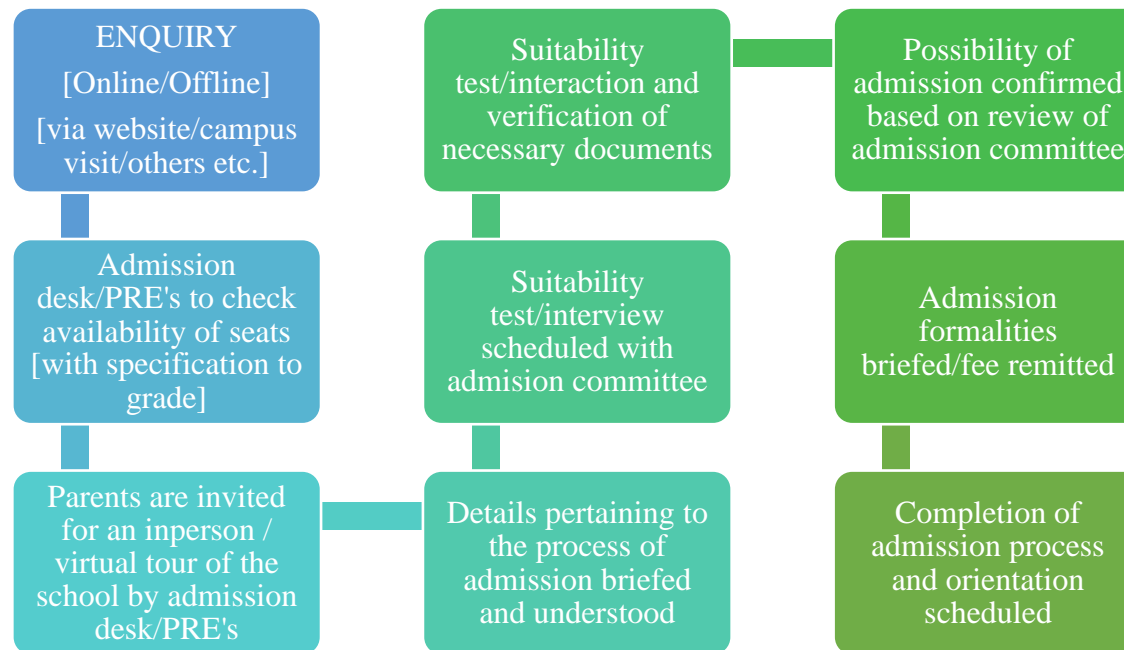 ENQUIRY
[Online/Offline]
[via website/campus
visit/others etc.]
Admission
desk/PRE's to check
availability of seats
[with specification to
grade]
Parents are invited
for an inperson /
virtual tour of the
school by admission
desk/PRE's
Details pertaining to
the process of
admission briefed
and understood
Suitability
test/interview
scheduled with
admision committee
Suitability
test/interaction and
verification of
necessary documents
Possibility of
admission confirmed
based on review of
admission committee
Admission
formalities
briefed/fee remitted
Completion of
admission process
and orientation
scheduled